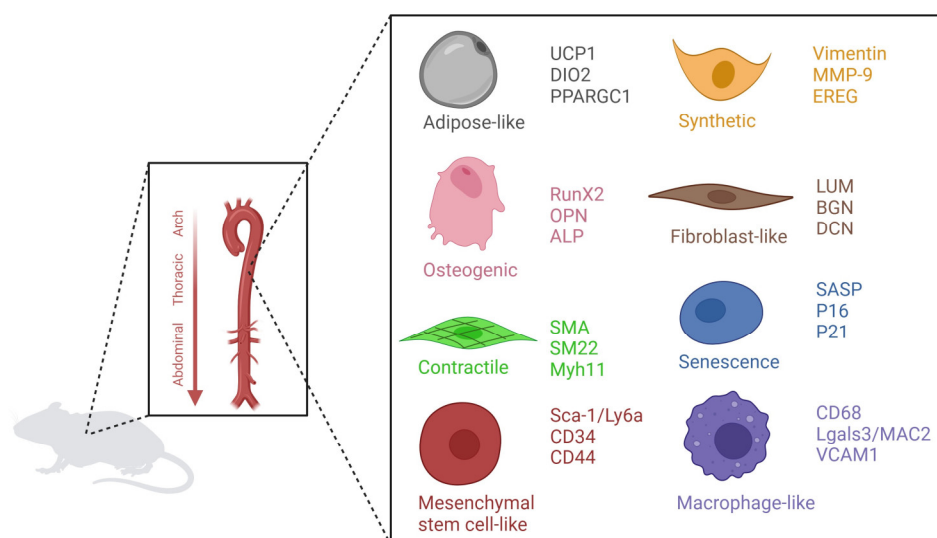 Arch
Thoracic
Abdominal
UCP1
DIO2
PPARGC1
Adipose-like
Vimentin
MMP-9
EREG
Synthetic
RunX2
OPN
ALP
Osteogenic
LUM
BGN
DCN
Fibroblast-like
SMA
SM22
Myh11
Contractile
SASP
P16
P21
Senescence
Sca-1/Ly6a
CD34
CD44
Mesenchymal
stem cell-like
CD68
Lgals3/MAC2
VCAM1
Macrophage-like